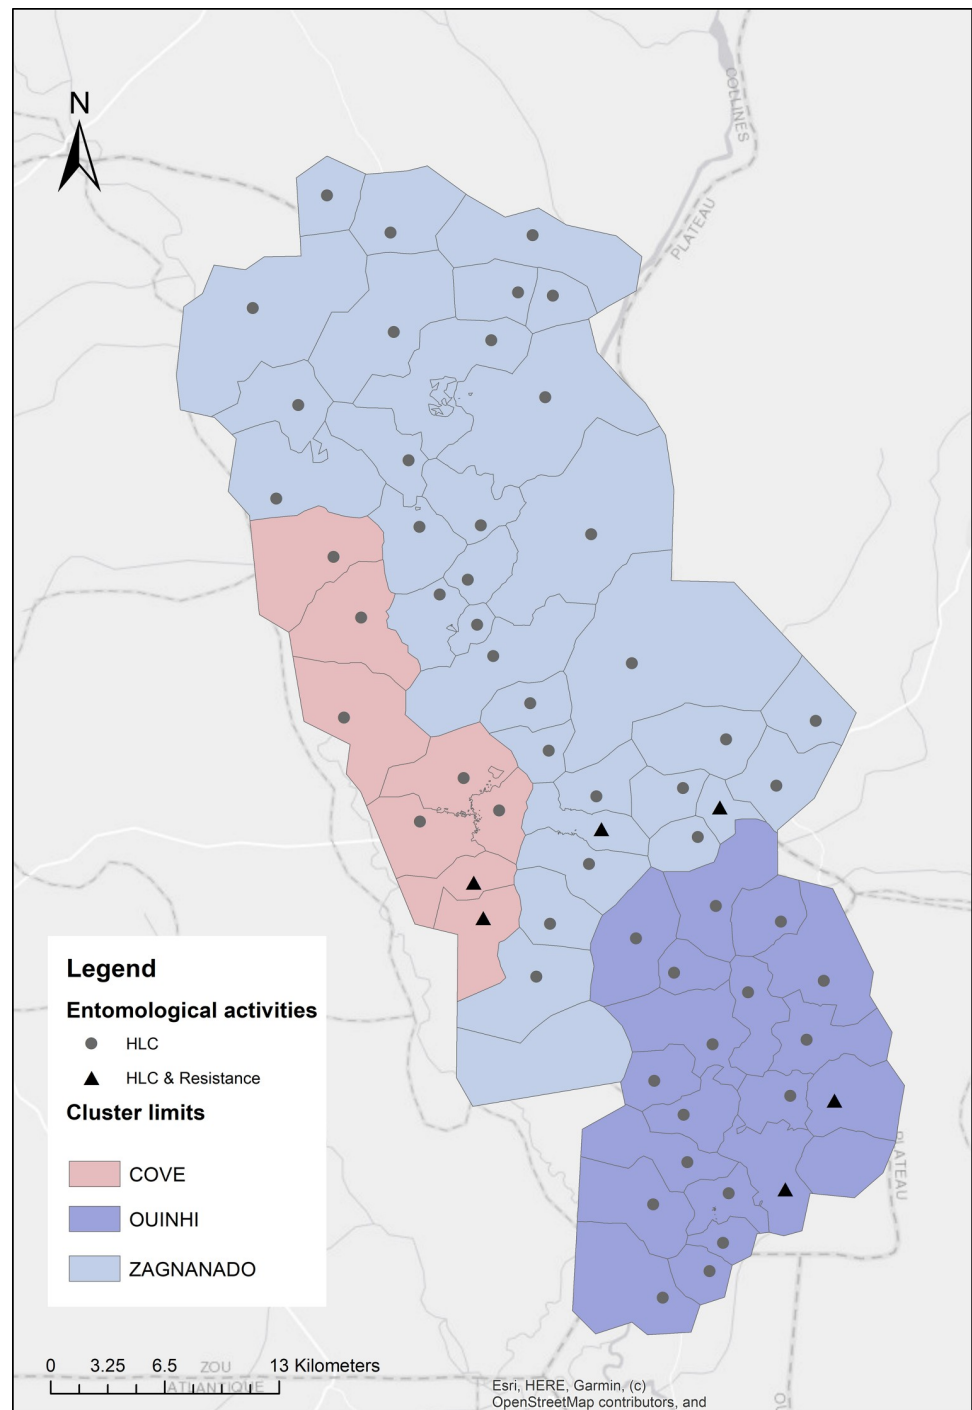 N
COLLINES
PLATEAU
Legend
Entomological activities
HLC
HLC & Resistance
Cluster limits
COVE
OUINHI
ZAGNANADO
PLATEAU
0 3.25 6.5 13 Kilometers
ZOU
ATLANTIQUE
Esri, HERE, Garmin, (c)
OpenStreetMap contributors, and